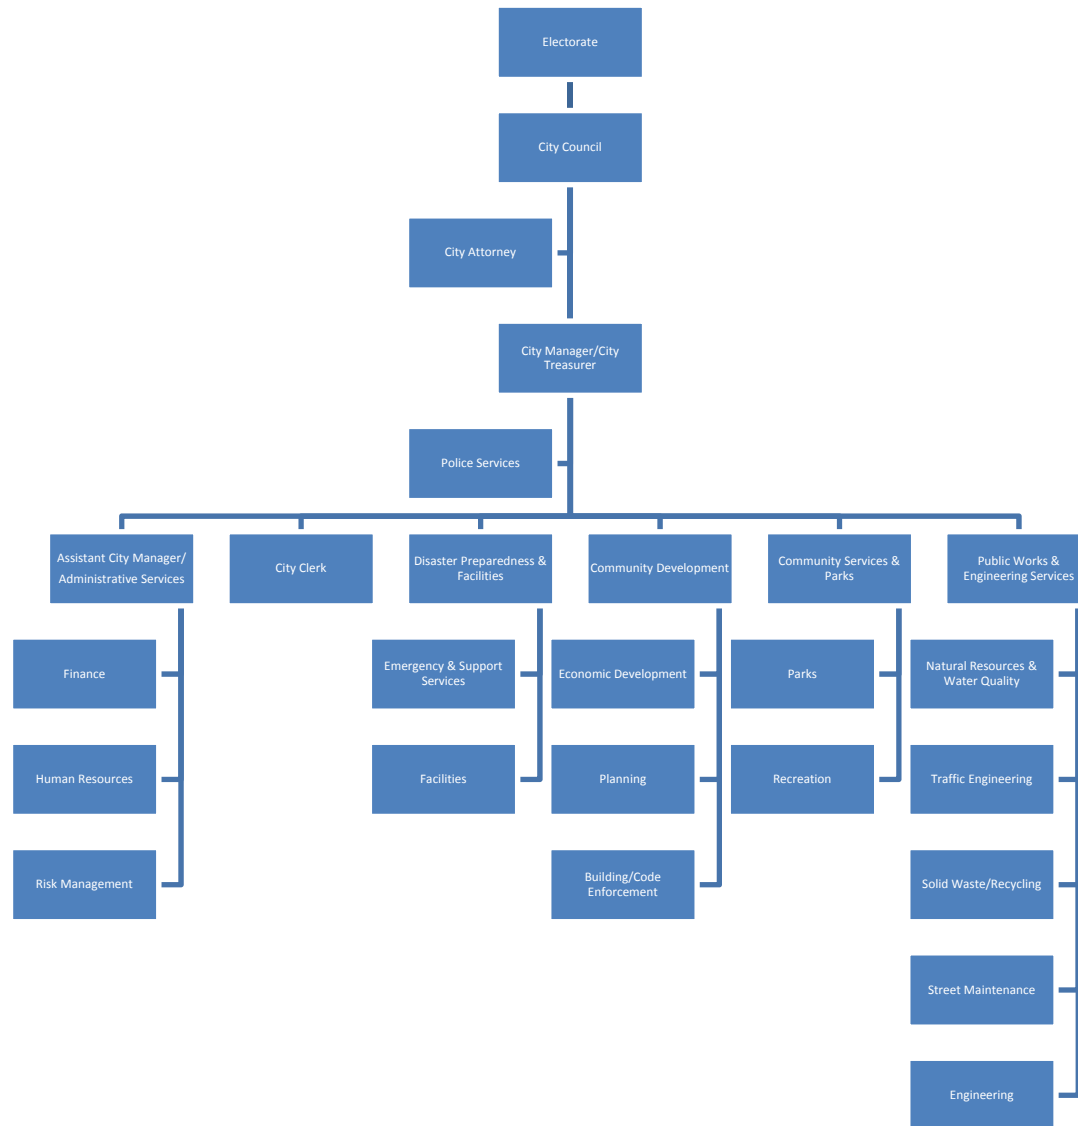 Electorate
City Council
City Attorney
City Manager/City
Treasurer
Police Services
Assistant City Manager/
Administrative Services
City Clerk
Disaster Preparedness &
Facilities
Community Development
Community Services &
Parks
Public Works &
Engineering Services
Finance
Emergency & Support
Services
Economic Development
Parks
Natural Resources &
Water Quality
Human Resources
Facilities
Planning
Recreation
Traffic Engineering
Risk Management
Building/Code
Enforcement
Solid Waste/Recycling
Street Maintenance
Engineering